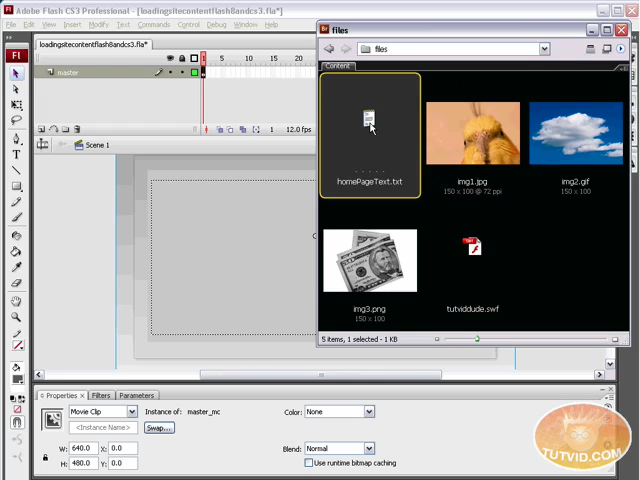 Adobe Flash CS3 Professional - [loadingsitecontentflash8andcs3.fla*]
File Edit View Insert Modify Text Commands Control
loadingsitecontentflash8andcs3.fla*
1 5 10 15 20
master
12.0 fps
Scene 1
files
files
Content
homePageText.txt
img1.jpg
150 x 100 @ 72 ppi
img2.gif
150 x 100
img3.png
150 x 100
tutviddude.swf
5 items, 1 selected - 1 KB
Properties Filters Parameters
Movie Clip
Instance of: master_mc
Color: None
<Instance Name>
Swap...
W: 640.0 X: 0.0
H: 480.0 Y: 0.0
Blend: Normal
Use runtime bitmap caching
TUTVID.COM